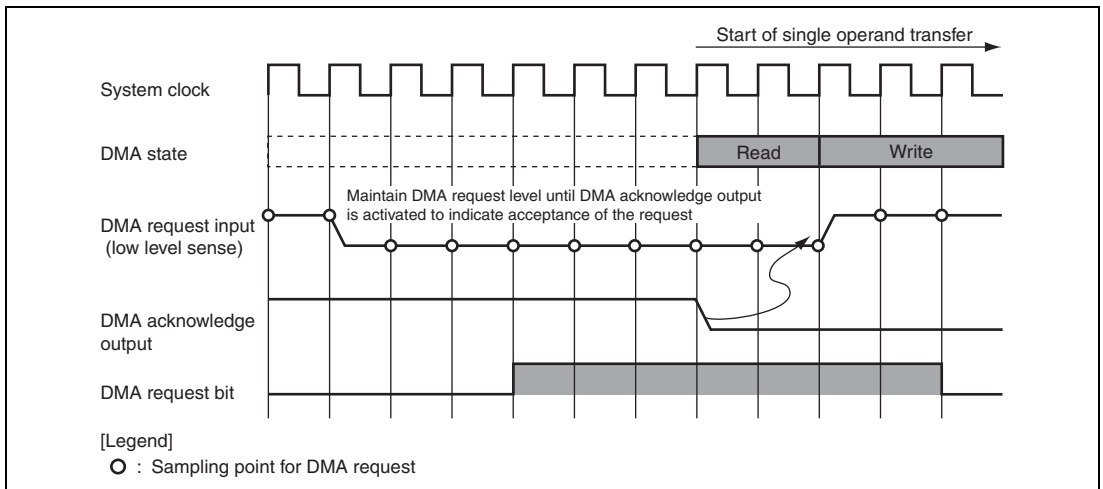 Start of single operand transfer
System clock
DMA state
Read
Write
Maintain DMA request level until DMA acknowledge output
is activated to indicate acceptance of the request
DMA request input
(low level sense)
DMA acknowledge
output
DMA request bit
[Legend]
: Sampling point for DMA request